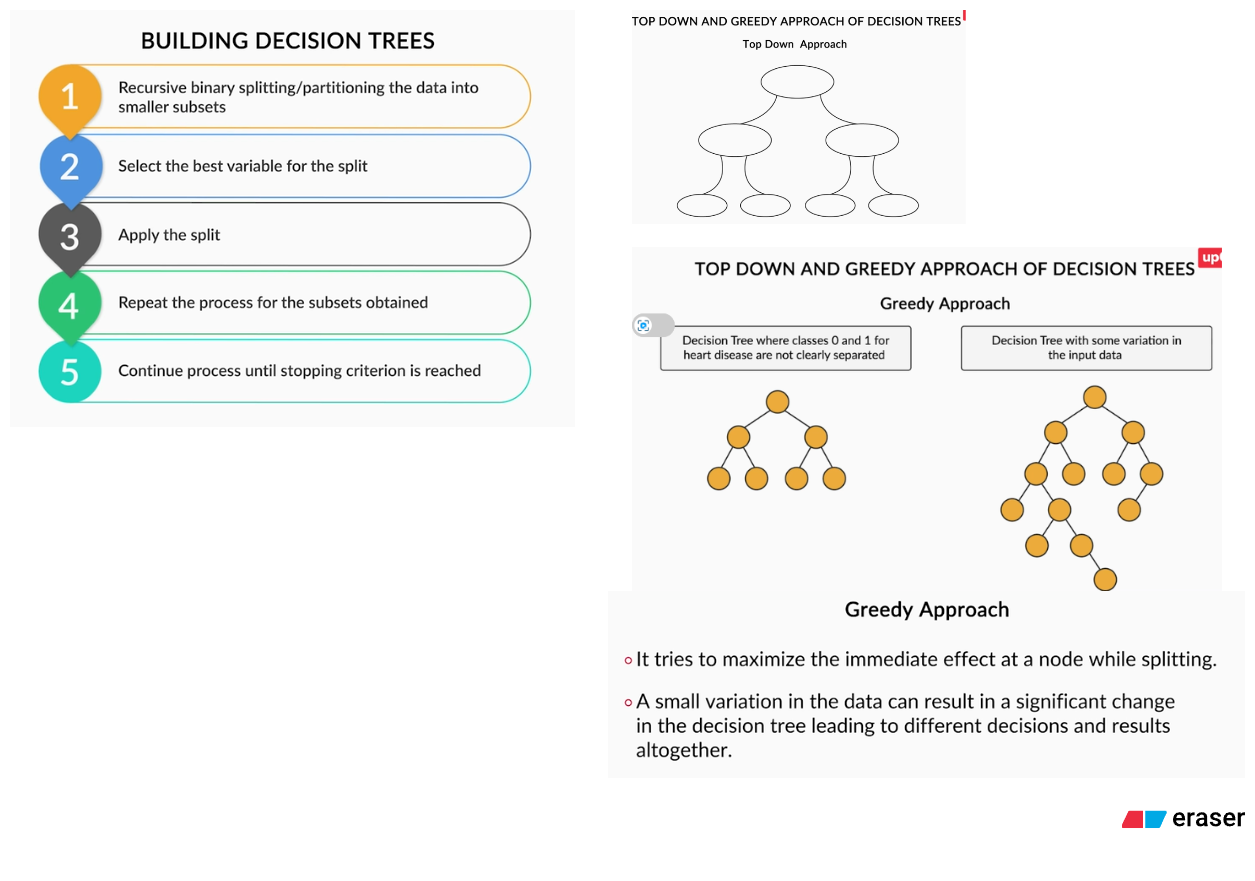 BUILDING DECISION TREES
1
Recursive binary splitting/partitioning the data into
smaller subsets
2
Select the best variable for the split
3
Apply the split
4
Repeat the process for the subsets obtained
5
Continue process until stopping criterion is reached
TOP DOWN AND GREEDY APPROACH OF DECISION TREES
Top Down Approach
TOP DOWN AND GREEDY APPROACH OF DECISION TREES
Greedy Approach
Decision Tree where classes 0 and 1 for
heart disease are not clearly separated
Decision Tree with some variation in
the input data
Greedy Approach
It tries to maximize the immediate effect at a node while splitting.
A small variation in the data can result in a significant change
in the decision tree leading to different decisions and results
altogether.
eraser